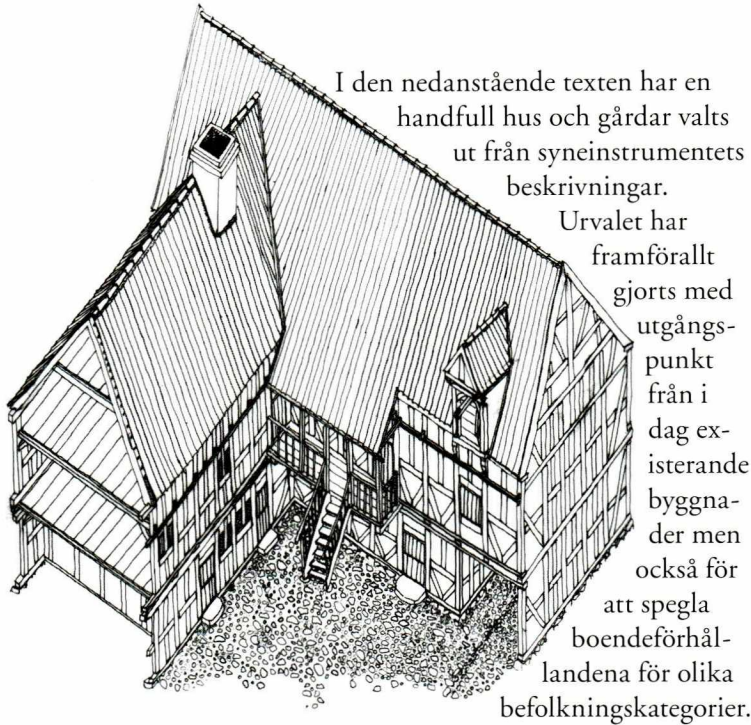 I den nedanstående texten har en
handfull hus och gårdar valts
ut från syneinstrumentets
beskrivningar.
Urvalet har
framförallt
gjorts med
utgångs-
punkt
från i
dag ex-
isterande
byggna-
der men
också för
att spegla
boendeförhål-
landena för olika
befolkningskategorier.